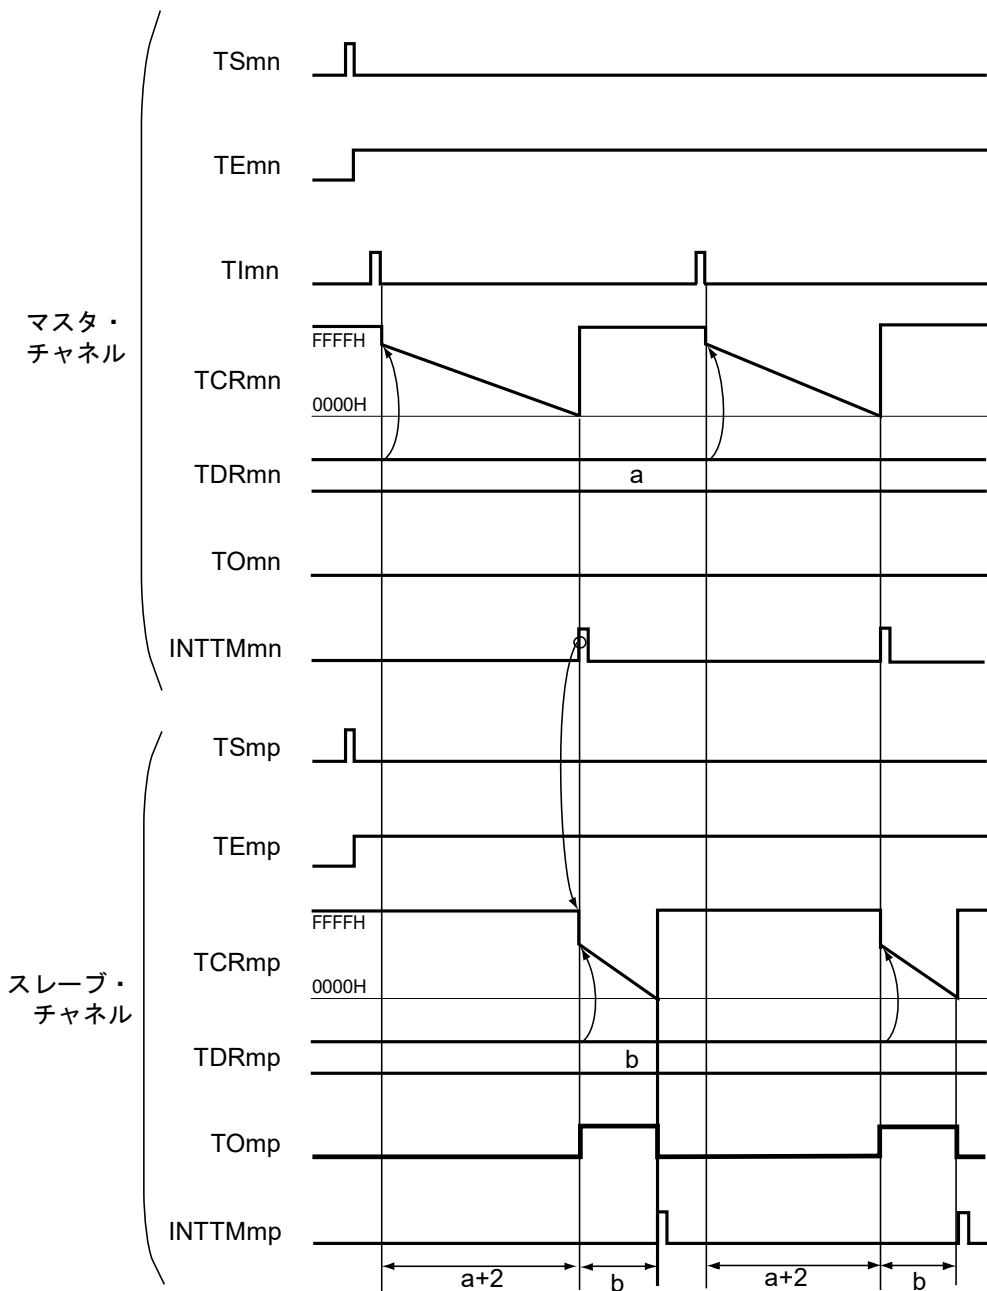 TSmn
TEmn
TImn
マスタ・
チャネル
FFFFH
TCRmn
0000H
TDRmn
a
TOmn
INTTMmn
TSmp
TEmp
FFFFH
TCRmp
スレーブ・
チャネル
0000H
TDRmp
b
TOmp
INTTMmp
a+2
b
a+2
b